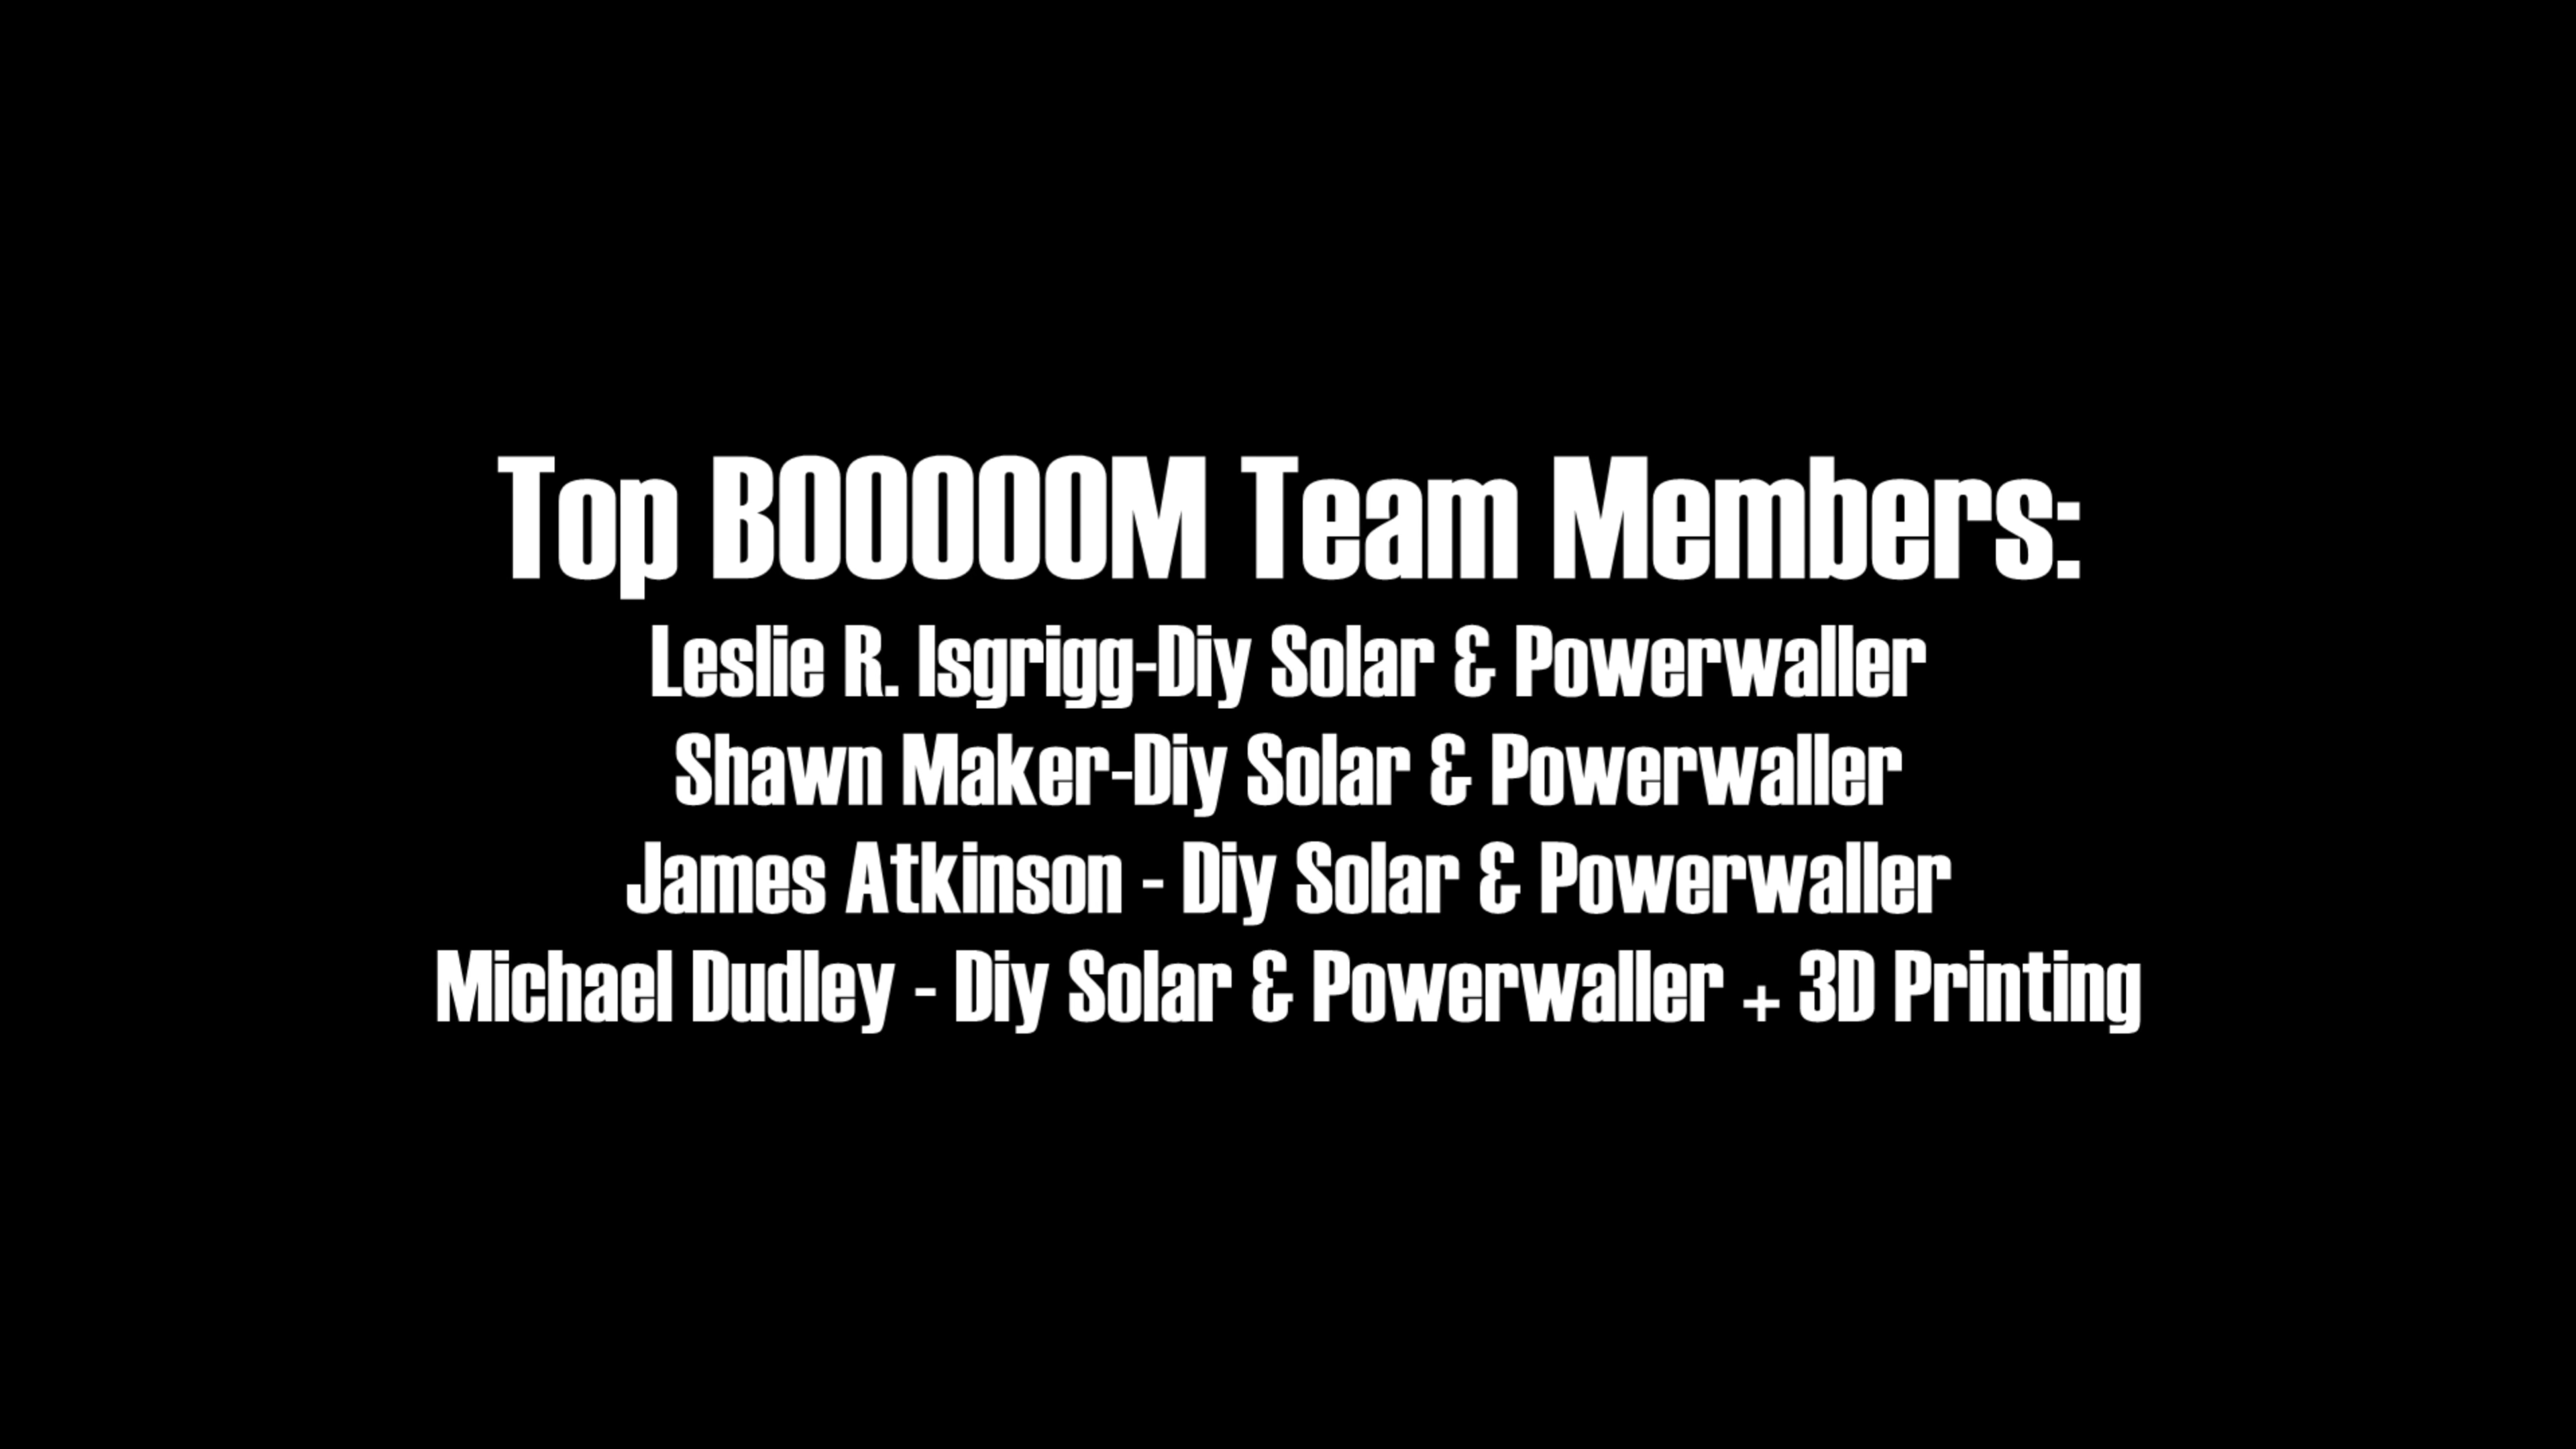 Top BOOOOOM Team Members:
Leslie R. Isgrigg-Diy Solar & Powerwaller
Shawn Maker-Diy Solar & Powerwaller
James Atkinson - Diy Solar & Powerwaller
Michael Dudley - Diy Solar & Powerwaller + 3D Printing